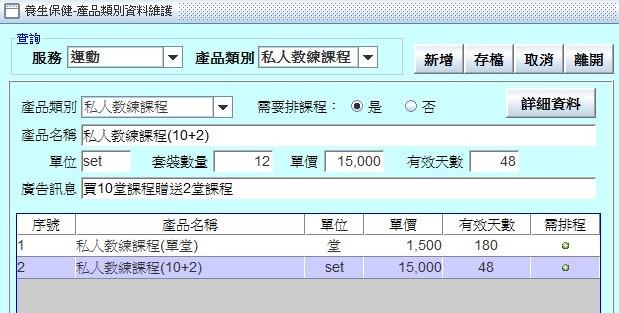 養生保健-產品類別資料維護
查詢
服務 運動 產品類別 私人教練課程 新增 存檔 取消 離開
產品類別 私人教練課程 需要排課程： 是 否 詳細資料
產品名稱 私人教練課程(10+2)
單位 set 套裝數量 12 單價 15,000 有效天數 48
廣告訊息 買10堂課程贈送2堂課程
序號 產品名稱 單位 單價 有效天數 需排程
1 私人教練課程(單堂) 堂 1,500 180
2 私人教練課程(10+2) set 15,000 48